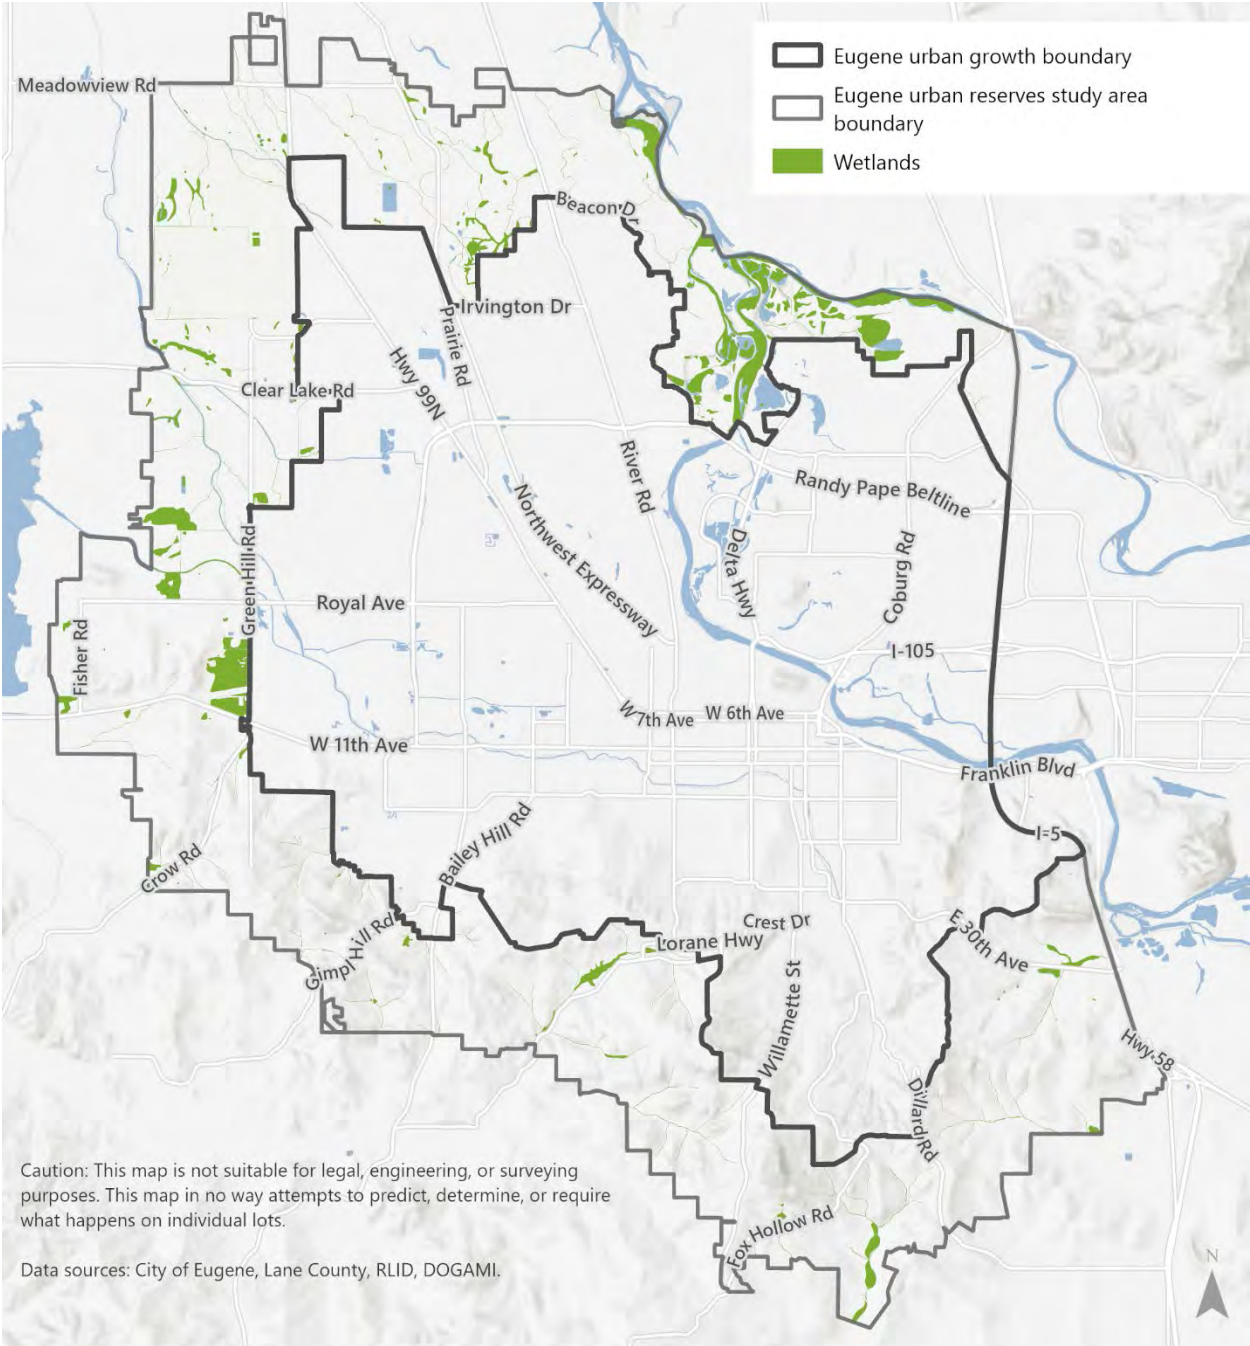 Eugene urban growth boundary
Eugene urban reserves study area
boundary
Wetlands
Meadowview Rd
Beacon Dr
Irvington Dr
Prairie Rd
Hwy 99N
Clear Lake Rd
River Rd
Randy Pape Beltline
Northwest Expressway
Delta Hwy
Coburg Rd
Green Hill Rd
Royal Ave
Fisher Rd
I-105
W 7th Ave
W 6th Ave
W 11th Ave
Franklin Blvd
I-5
Bailey Hill Rd
Crow Rd
Gimpl Hill Rd
Crest Dr
Lorane Hwy
E 30th Ave
Willamette St
Hwy 58
Dillard Rd
Fox Hollow Rd
Caution: This map is not suitable for legal, engineering, or surveying
purposes. This map in no way attempts to predict, determine, or require
what happens on individual lots.
Data sources: City of Eugene, Lane County, RLID, DOGAMI.
N